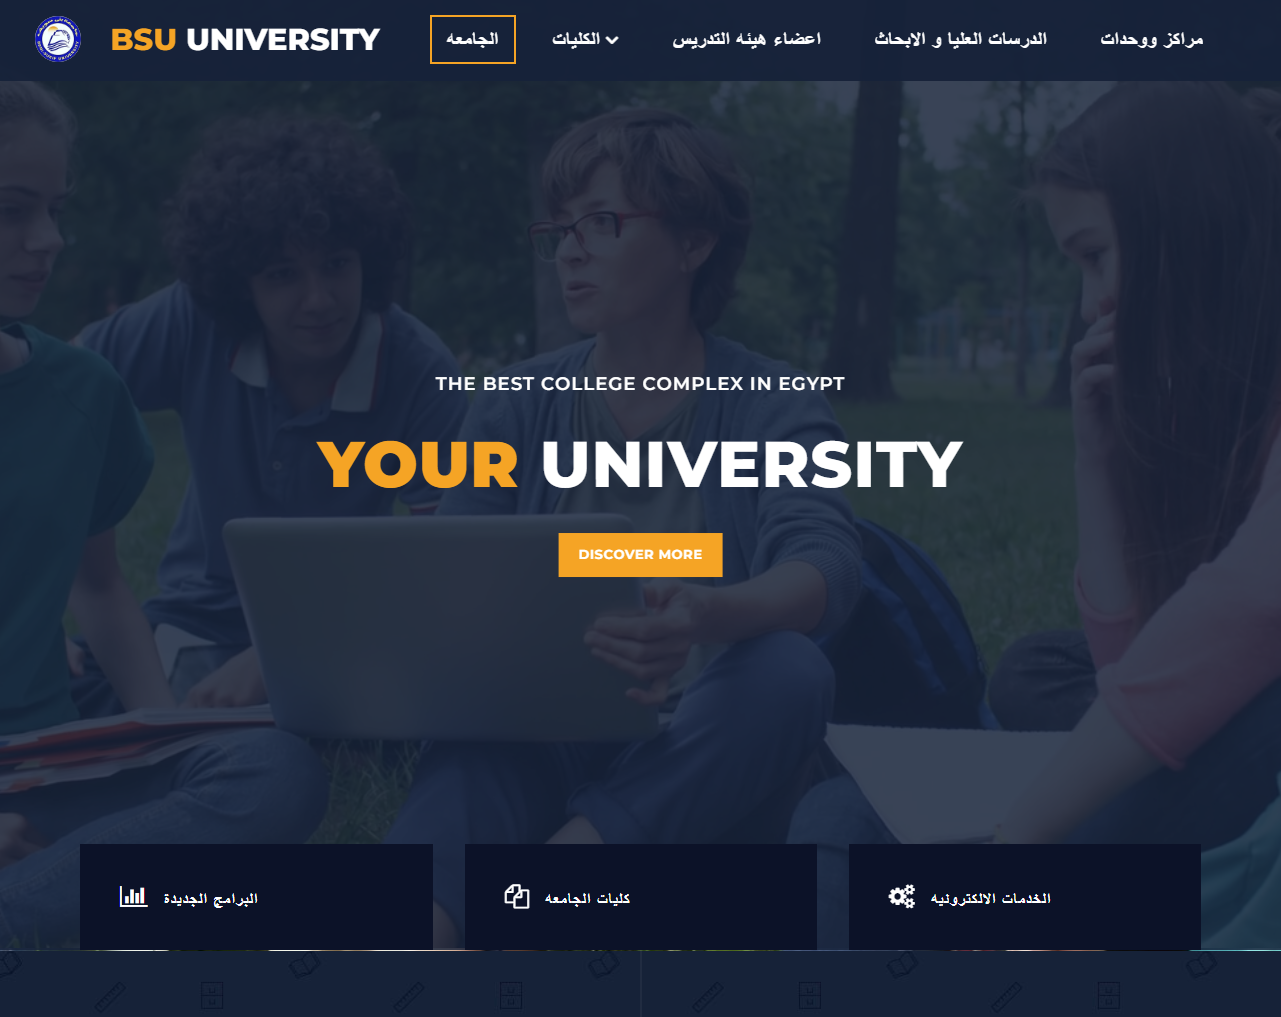 BSU UNIVERSITY
الجامعه
الكليات
اعضاء هيئه التدريس
الدرسات العليا و الابحاث
مراكز ووحدات
THE BEST COLLEGE COMPLEX IN EGYPT
YOUR UNIVERSITY
DISCOVER MORE
البرامج الجديدة
كليات الجامعه
الخدمات الالكترونيه